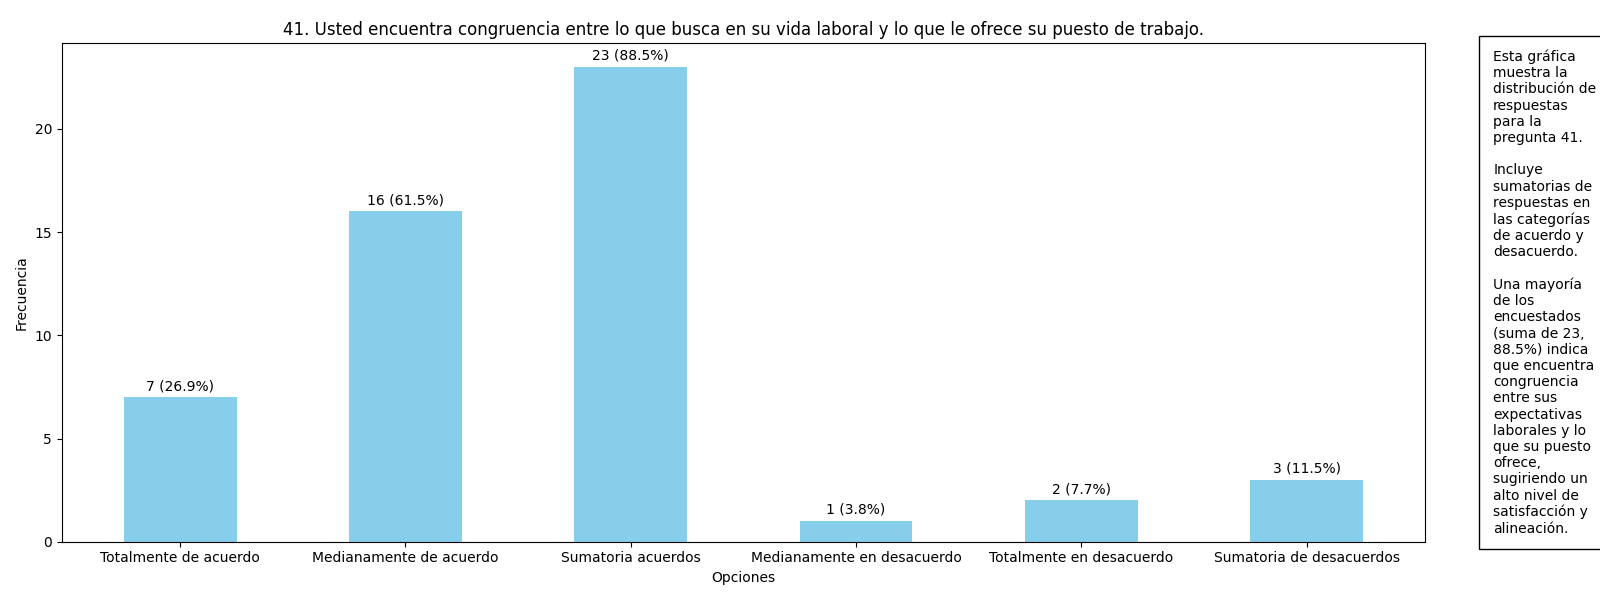 41. Usted encuentra congruencia entre lo que busca en su vida laboral y lo que le ofrece su puesto de trabajo.
Frecuencia
20
15
10
5
0
7 (26.9%)
16 (61.5%)
23 (88.5%)
1 (3.8%)
2 (7.7%)
3 (11.5%)
Totalmente de acuerdo
Medianamente de acuerdo
Sumatoria acuerdos
Medianamente en desacuerdo
Totalmente en desacuerdo
Sumatoria de desacuerdos
Opciones
Esta gráfica
muestra la
distribución de
respuestas
para la
pregunta 41.
Incluye
sumatorias de
respuestas en
las categorías
de acuerdo y
desacuerdo.
Una mayoría
de los
encuestados
(suma de 23,
88.5%) indica
que encuentra
congruencia
entre sus
expectativas
laborales y lo
que su puesto
ofrece,
sugiriendo un
alto nivel de
satisfacción y
alineación.